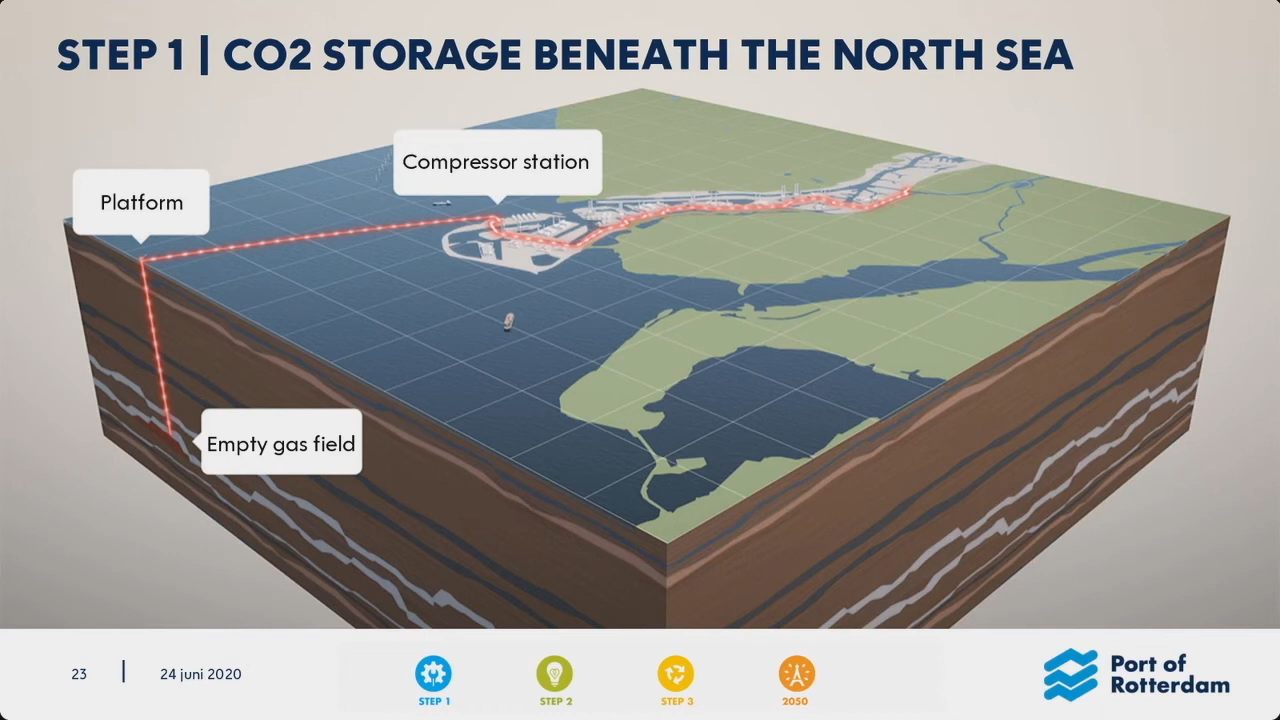 STEP 1 | CO2 STORAGE BENEATH THE NORTH SEA
Compressor station
Platform
Empty gas field
23 | 24 juni 2020
STEP 1
STEP 2
STEP 3
2050
Port of
Rotterdam